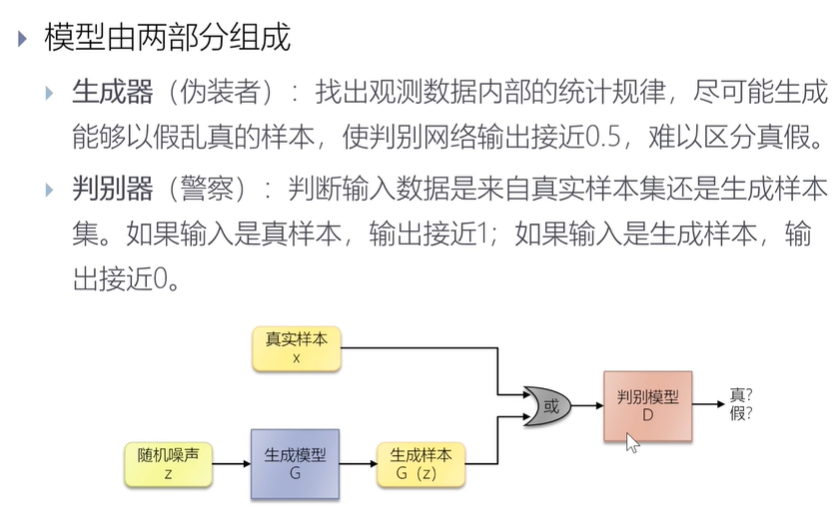 模型由两部分组成
生成器（伪装者）：找出观测数据内部的统计规律，尽可能生成
能够以假乱真的样本，使判别网络输出接近0.5，难以区分真假。
判别器（警察）：判断输入数据是来自真实样本集还是生成样本
集。如果输入是真样本，输出接近1；如果输入是生成样本，输
出接近0。
真实样本
x
或
判别模型
D
真?
假?
随机噪声
z
生成模型
G
生成样本
G（z）